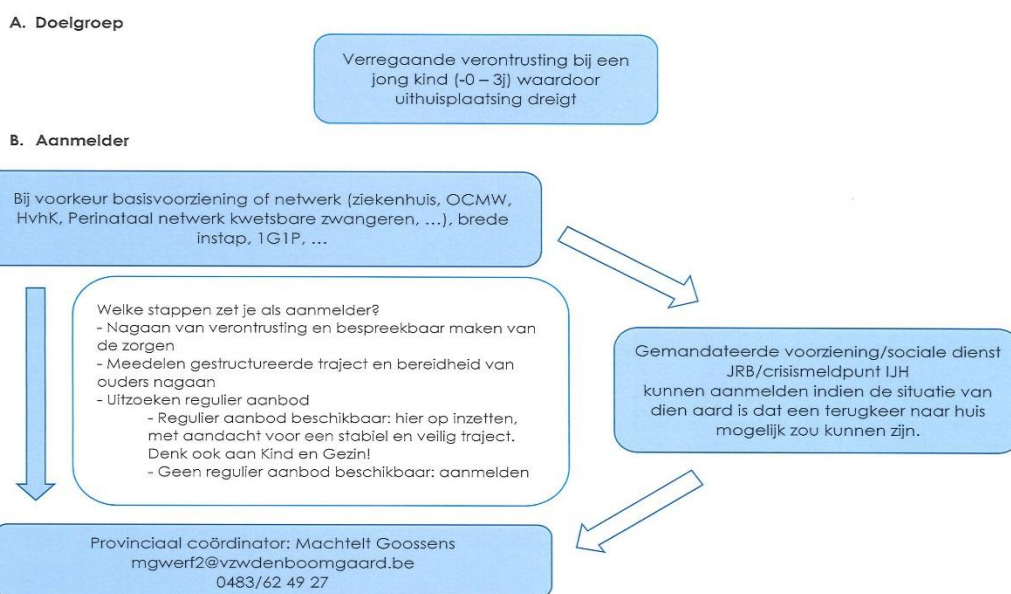 A. Doelgroep
Verregaande verontrusting bij een
jong kind (-0 – 3j) waardoor
uithuisplaatsing dreigt
B. Aanmelder
Bij voorkeur basisvoorziening of netwerk (ziekenhuis, OCMW,
HvhK, Perinataal netwerk kwetsbare zwangeren, ...), brede
instap, 1G1P, ...
Welke stappen zet je als aanmelder?
- Nagaan van verontrusting en bespreekbaar maken van
de zorgen
- Meedelen gestructureerde traject en bereidheid van
ouders nagaan
- Uitzoeken regulier aanbod
- Regulier aanbod beschikbaar: hier op inzetten,
met aandacht voor een stabiel en veilig traject.
Denk ook aan Kind en Gezin!
- Geen regulier aanbod beschikbaar: aanmelden
Gemandateerde voorziening/sociale dienst
JRB/crisismeldpunt IJH
kunnen aanmelden indien de situatie van
dien aard is dat een terugkeer naar huis
mogelijk zou kunnen zijn.
Provinciaal coördinator: Machtelt Goossens
mgwerf2@vzwdenboomgaard.be
0483/62 49 27